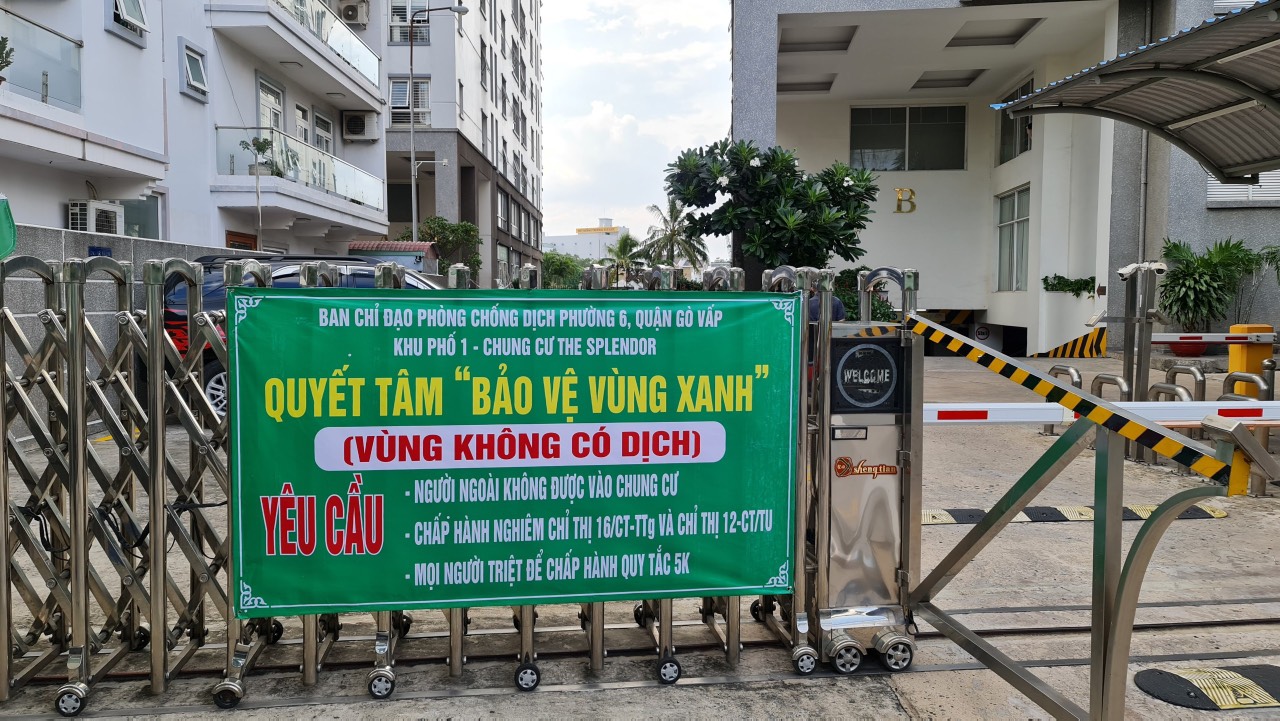 BAN CHỈ ĐẠO PHÒNG CHỐNG DỊCH PHƯỜNG 6, QUẬN GÒ VẤP
KHU PHỐ 1 - CHUNG CƯ THE SPLENDOR
QUYẾT TÂM “BẢO VỆ VÙNG XANH”
(VÙNG KHÔNG CÓ DỊCH)
YÊU CẦU
- NGƯỜI NGOÀI KHÔNG ĐƯỢC VÀO CHUNG CƯ
- CHẤP HÀNH NGHIÊM CHỈ THỊ 16/CT-TTg VÀ CHỈ THỊ 12-CT/TU
- MỌI NGƯỜI TRIỆT ĐỂ CHẤP HÀNH QUY TẮC 5K
B
WELCOME
shengtian